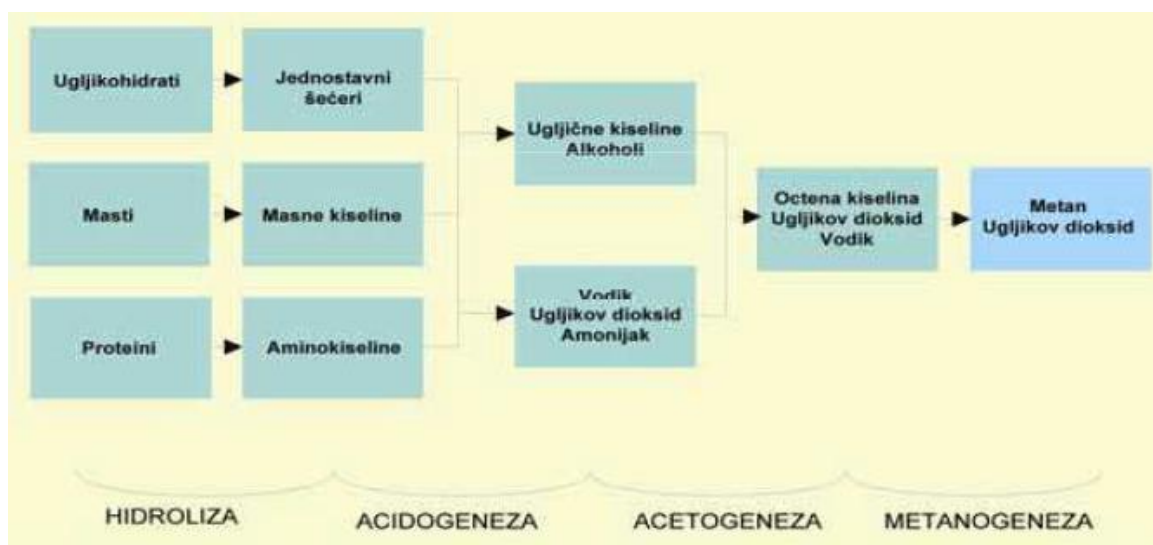 Ugljikohidrati
Jednostavni
šećeri
Masti
Masne kiseline
Proteini
Aminokiseline
Ugljične kiseline
Alkoholi
Vodik
Ugljikov dioksid
Amonijak
Octena kiselina
Ugljikov dioksid
Vodik
Metan
Ugljikov dioksid
HIDROLIZA
ACIDOGENEZA
ACETOGENEZA
METANOGENEZA